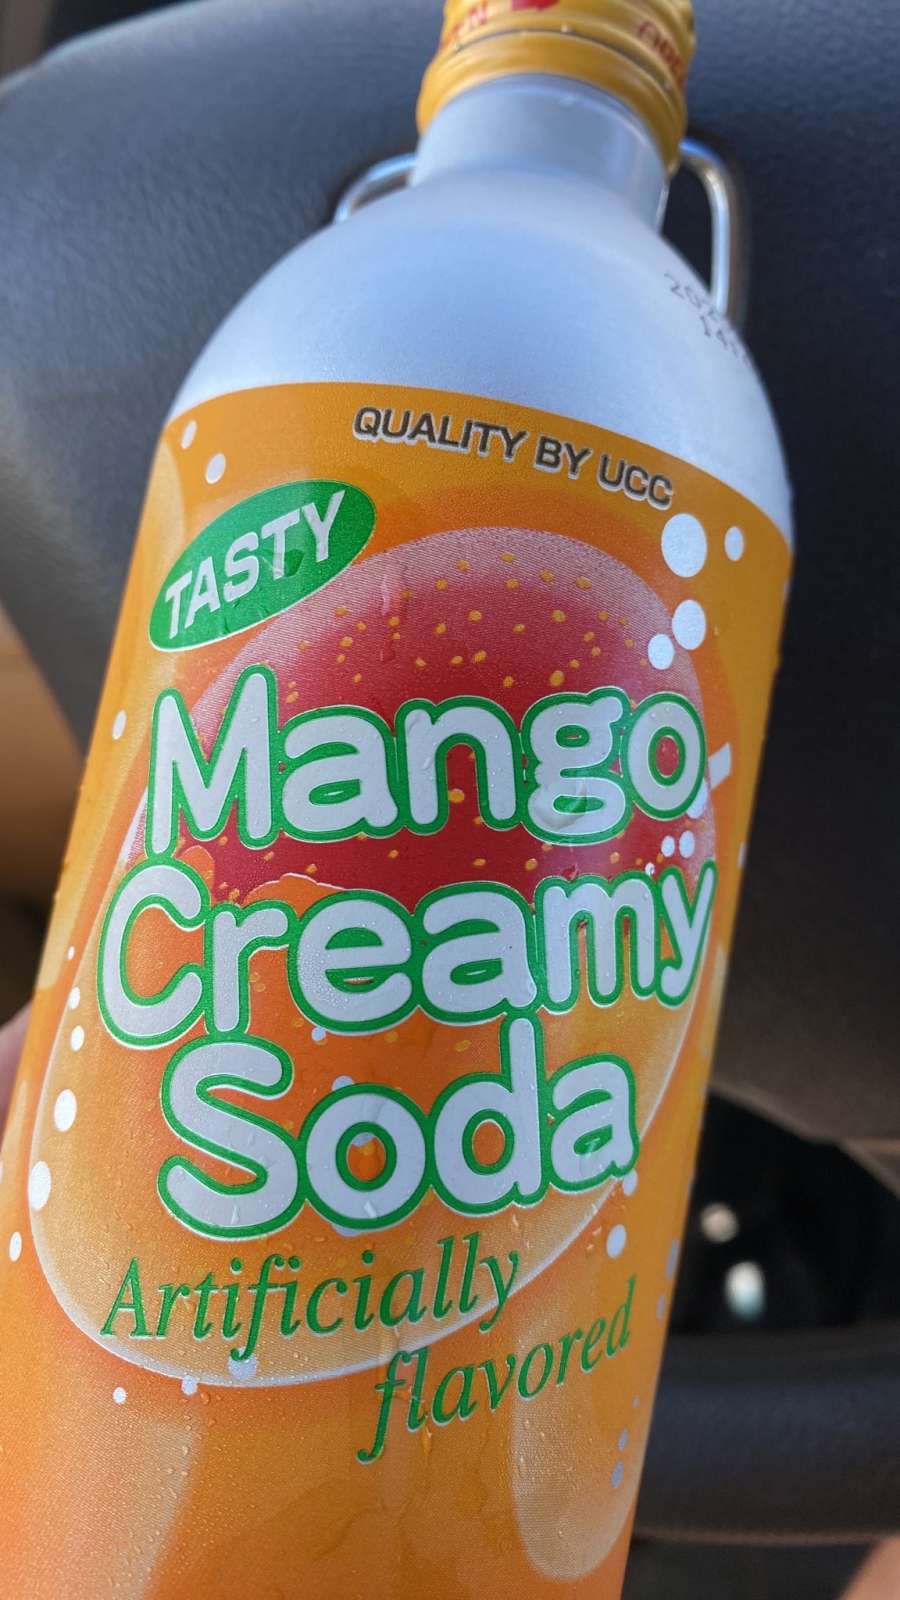 QUALITY BY UCC
TASTY
Mango
Creamy
Soda
Artificially
flavored